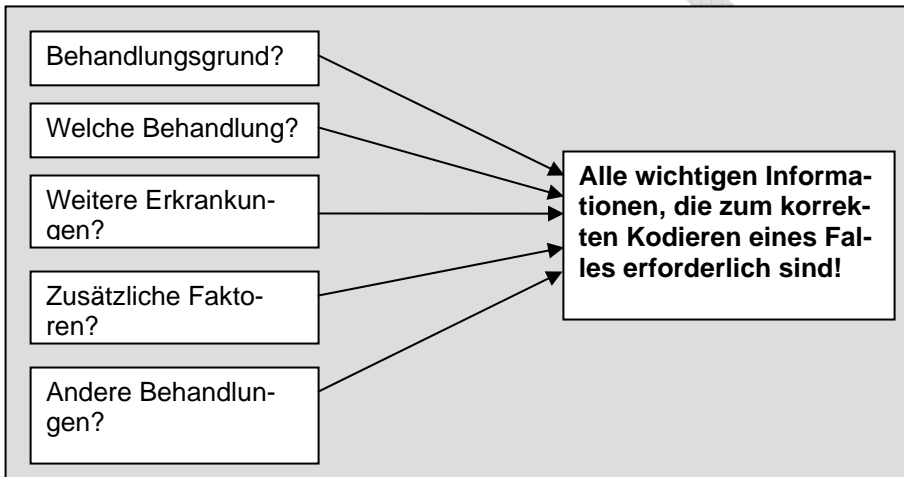 Behandlungsgrund?
Welche Behandlung?
Weitere Erkrankun-
gen?
Zusätzliche Fakto-
ren?
Andere Behandlun-
gen?
Alle wichtigen Informa-
tionen, die zum korrek-
ten Kodieren eines Fal-
les erforderlich sind!